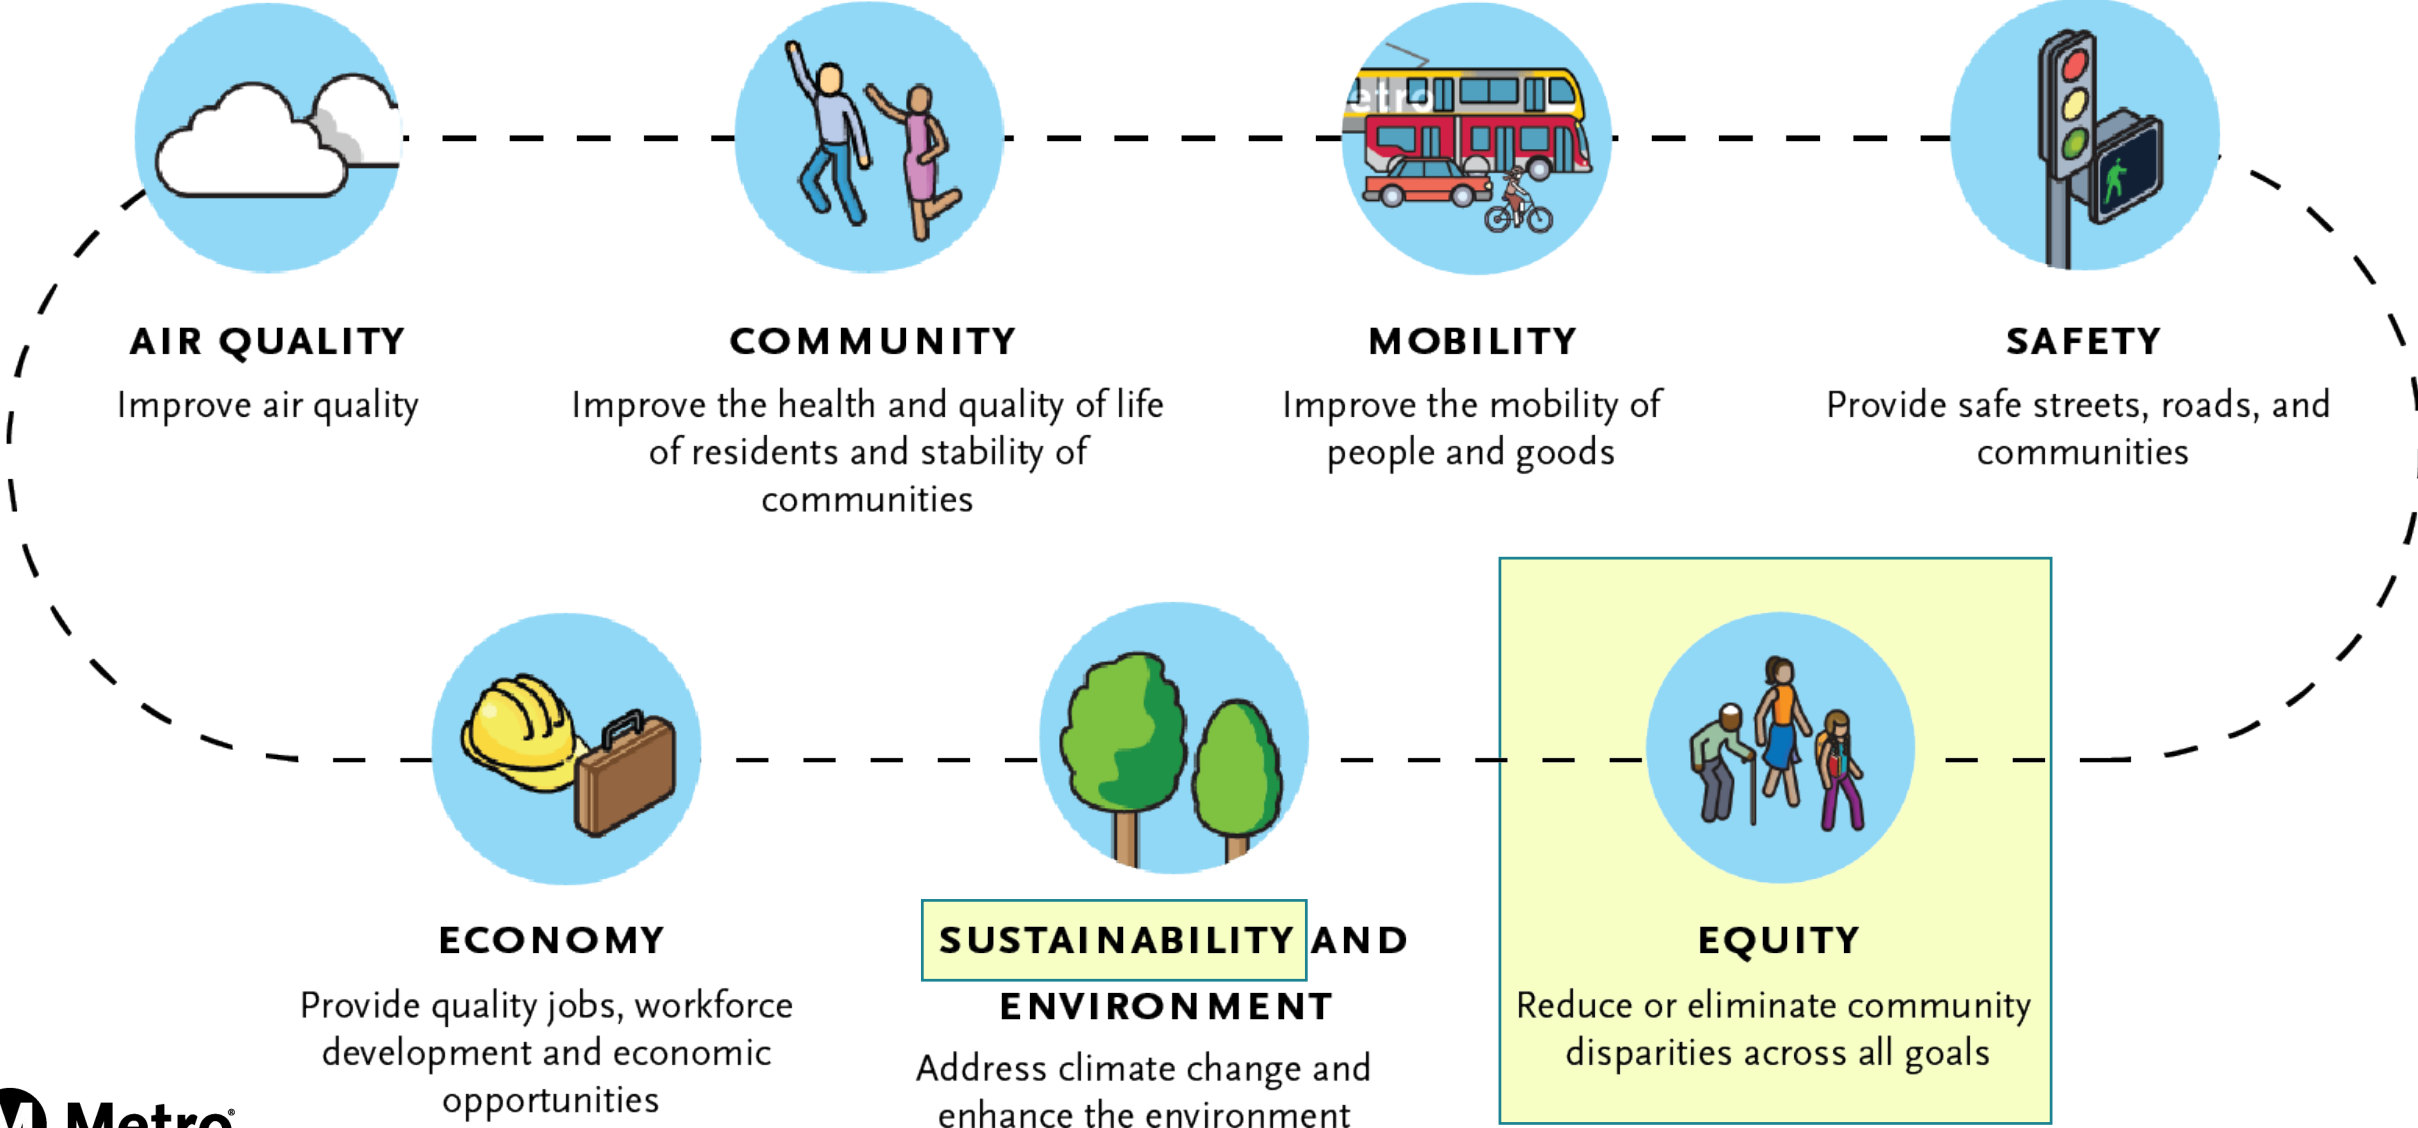 etro
AIR QUALITY
Improve air quality
COMMUNITY
Improve the health and quality of life
of residents and stability of
communities
MOBILITY
Improve the mobility of
people and goods
SAFETY
Provide safe streets, roads, and
communities
ECONOMY
Provide quality jobs, workforce
development and economic
opportunities
SUSTAINABILITY AND
ENVIRONMENT
Address climate change and
enhance the environment
EQUITY
Reduce or eliminate community
disparities across all goals
M Metro®